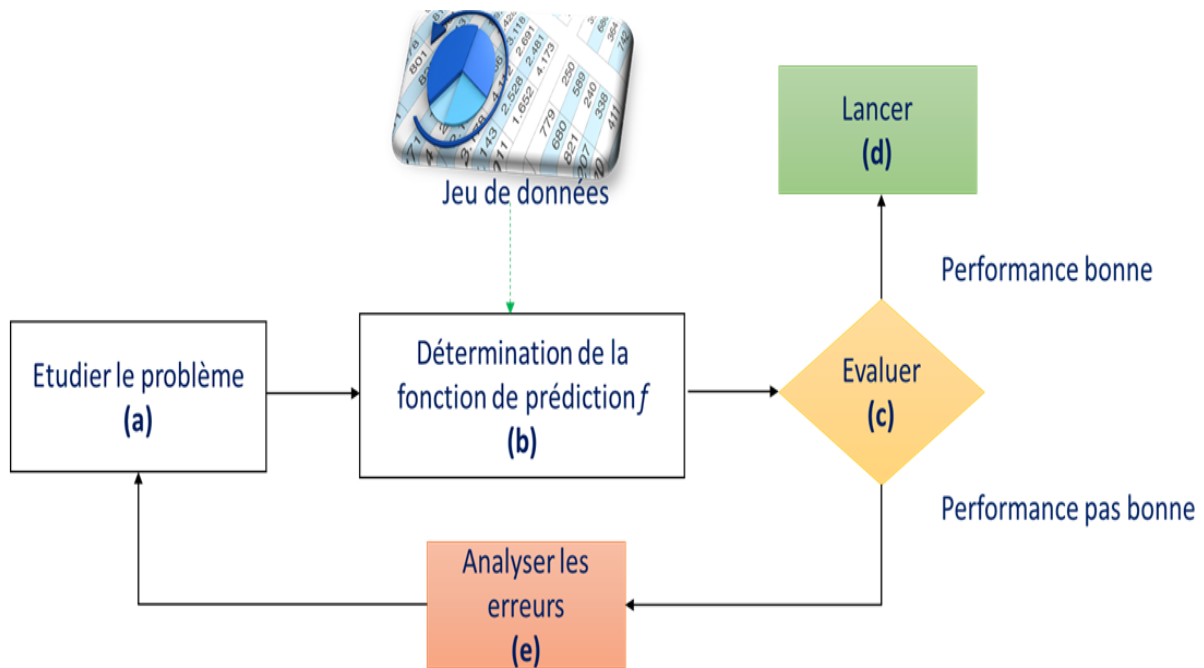 Jeu de données
Lancer
(d)
Performance bonne
Etudier le problème
(a)
Détermination de la
fonction de prédiction f
(b)
Evaluer
(c)
Performance pas bonne
Analyser les
erreurs
(e)